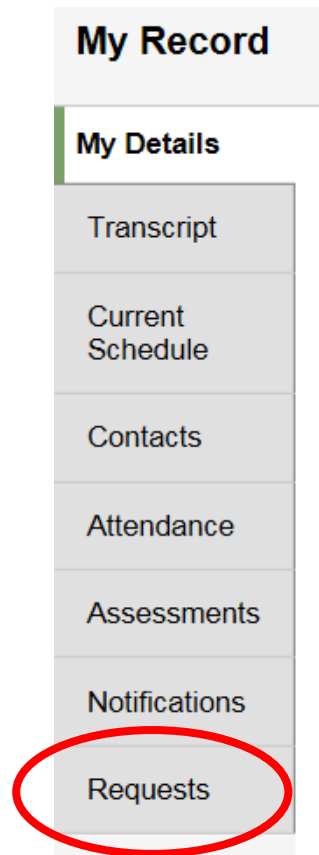 My Record
My Details
Transcript
Current
Schedule
Contacts
Attendance
Assessments
Notifications
Requests